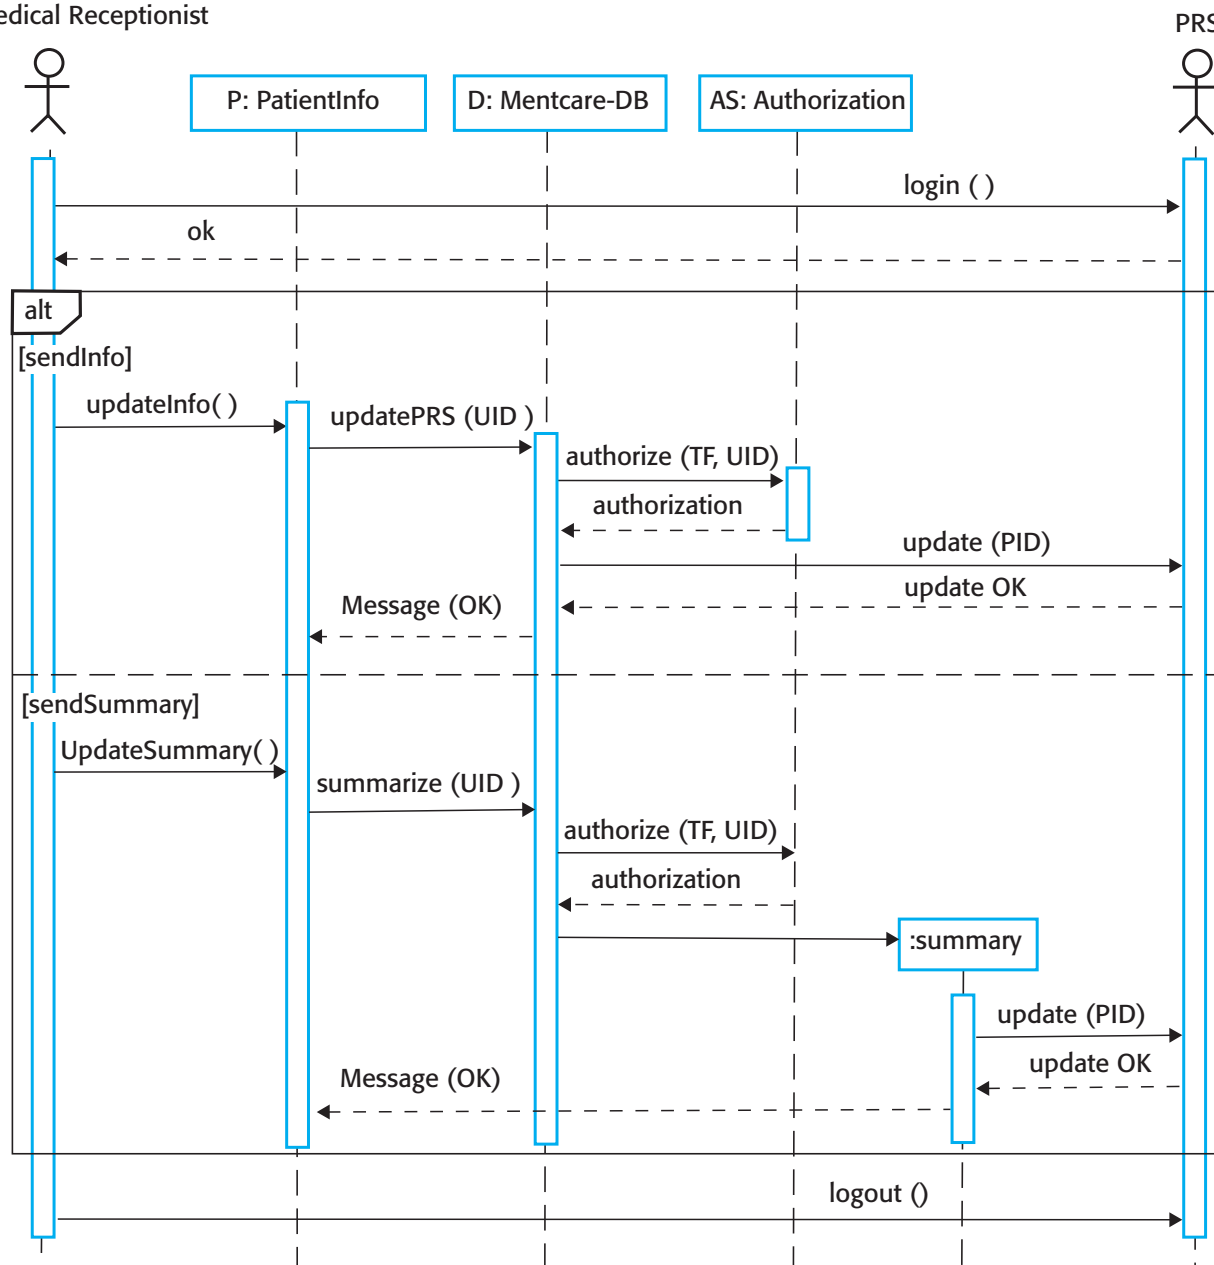 edical Receptionist
PRS
P: PatientInfo
D: Mentcare-DB
AS: Authorization
login ( )
ok
alt
[sendInfo]
updateInfo( )
updatePRS (UID )
authorize (TF, UID)
authorization
update (PID)
update OK
Message (OK)
[sendSummary]
UpdateSummary( )
summarize (UID )
authorize (TF, UID)
authorization
:summary
update (PID)
update OK
Message (OK)
logout ()